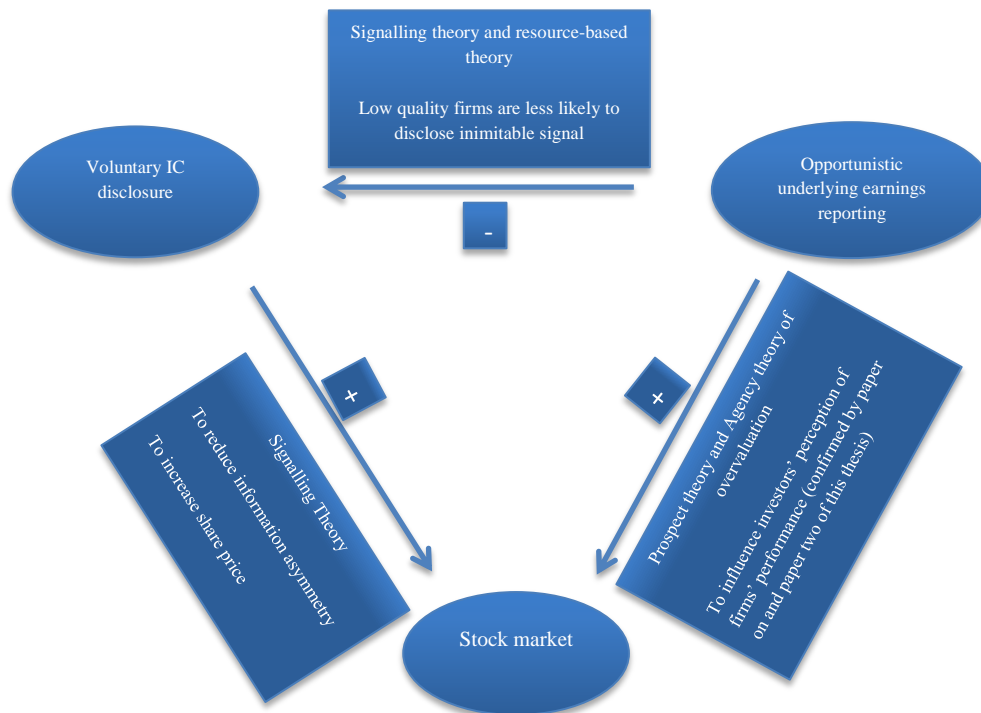 Signalling theory and resource-based
theory
Low quality firms are less likely to
disclose inimitable signal
Voluntary IC
disclosure
Opportunistic
underlying earnings
reporting
-
+
+
Signalling Theory
To reduce information asymmetry
To increase share price
Prospect theory and Agency theory of
overvaluation
To influence investors’ perception of
firms’ performance (confirmed by paper
on and paper two of this thesis)
Stock market